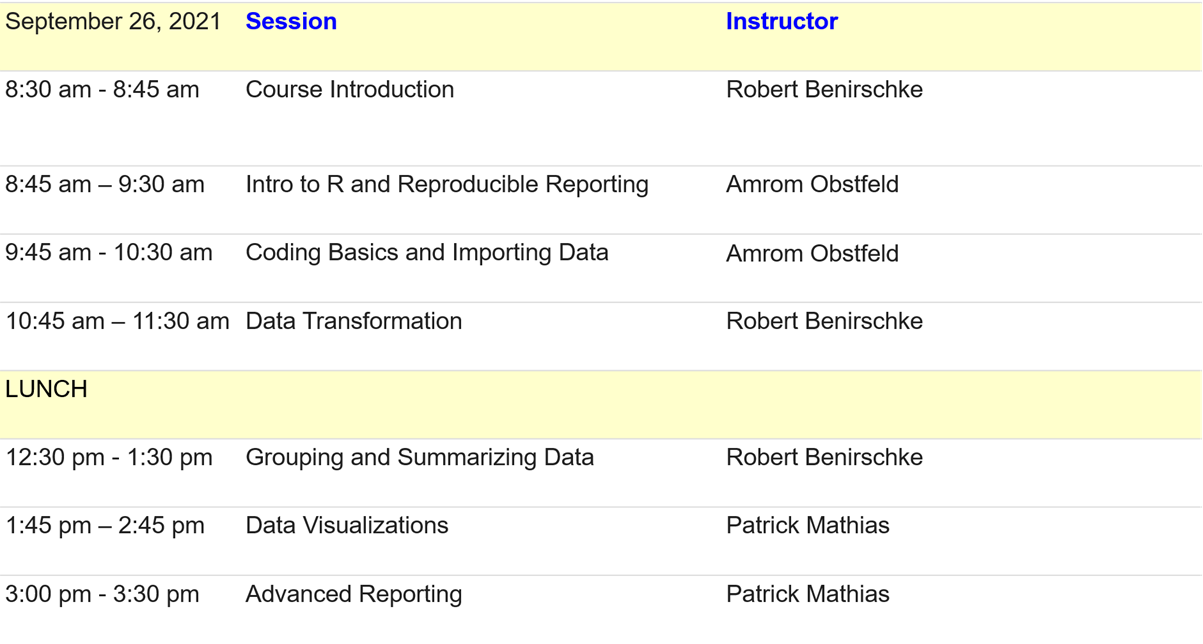 September 26, 2021 Session Instructor
8:30 am - 8:45 am Course Introduction Robert Benirschke
8:45 am – 9:30 am Intro to R and Reproducible Reporting Amrom Obstfeld
9:45 am - 10:30 am Coding Basics and Importing Data Amrom Obstfeld
10:45 am – 11:30 am Data Transformation Robert Benirschke
LUNCH
12:30 pm - 1:30 pm Grouping and Summarizing Data Robert Benirschke
1:45 pm – 2:45 pm Data Visualizations Patrick Mathias
3:00 pm - 3:30 pm Advanced Reporting Patrick Mathias